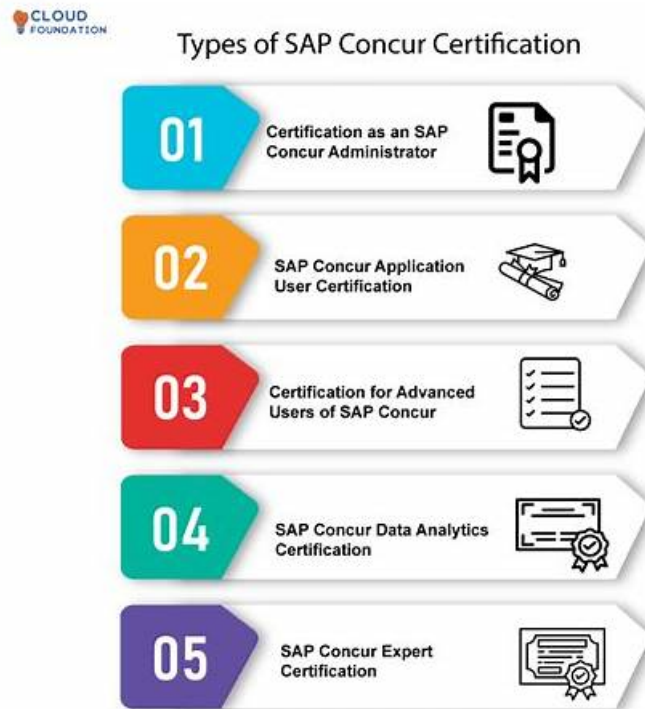 CLOUD
FOUNDATION
Types of SAP Concur Certification
01
Certification as an SAP
Concur Administrator
02
SAP Concur Application
User Certification
03
Certification for Advanced
Users of SAP Concur
04
SAP Concur Data Analytics
Certification
05
SAP Concur Expert
Certification